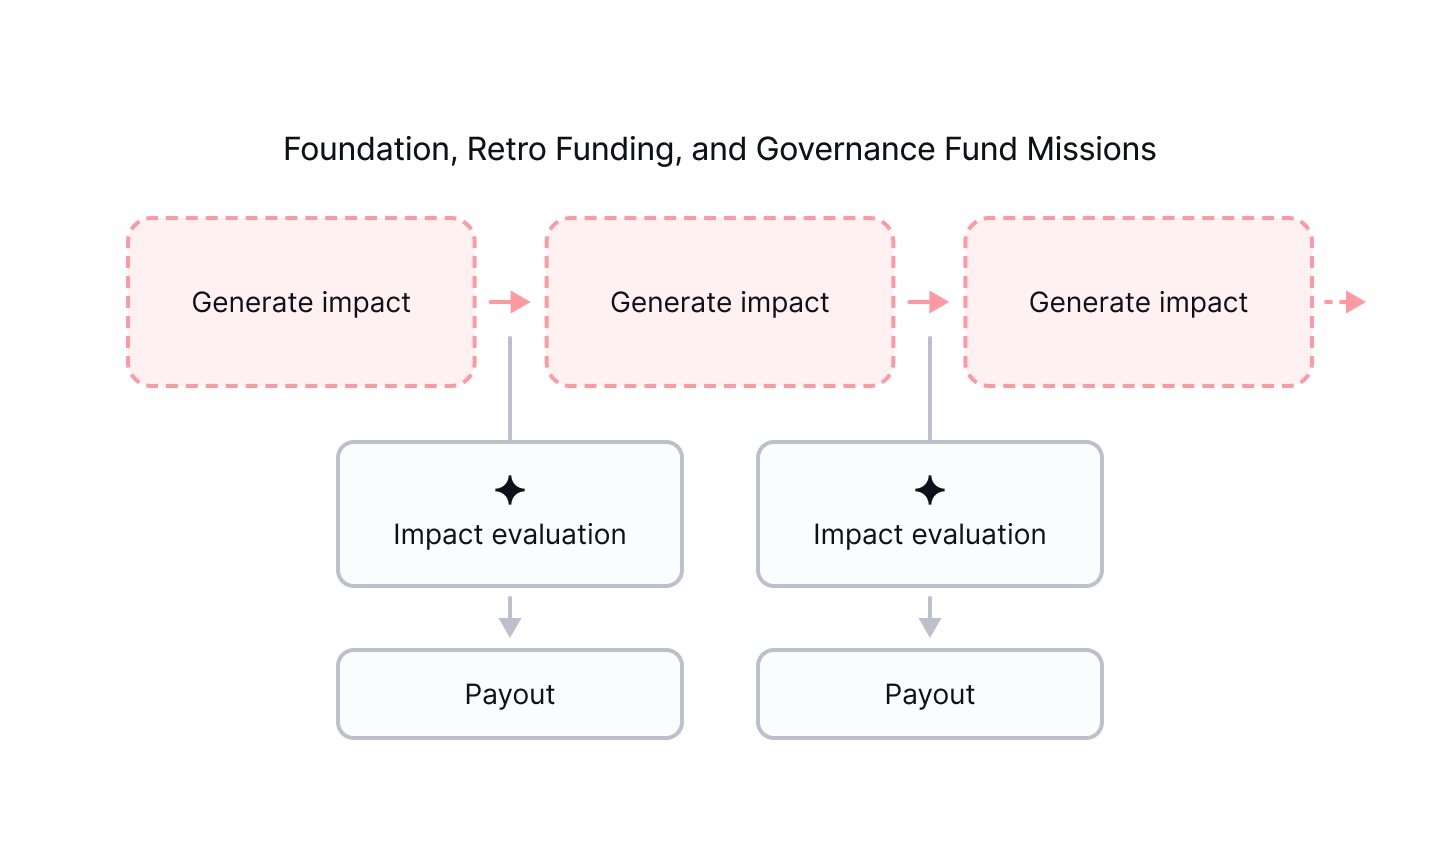 Foundation, Retro Funding, and Governance Fund Missions
Generate impact
Generate impact
Generate impact
Impact evaluation
Impact evaluation
Payout
Payout